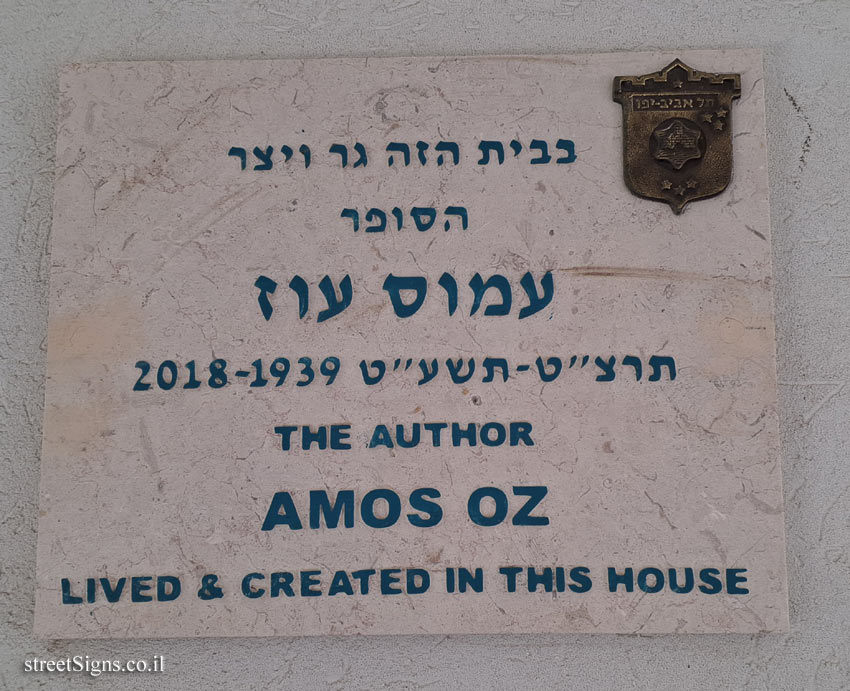 תל אביב-יפו
בבית הזה גר ויצר
הסופר
עמוס עוז
תרצ״ט-תשע״ט 2018-1939
THE AUTHOR
AMOS OZ
LIVED & CREATED IN THIS HOUSE
streetSigns.co.il